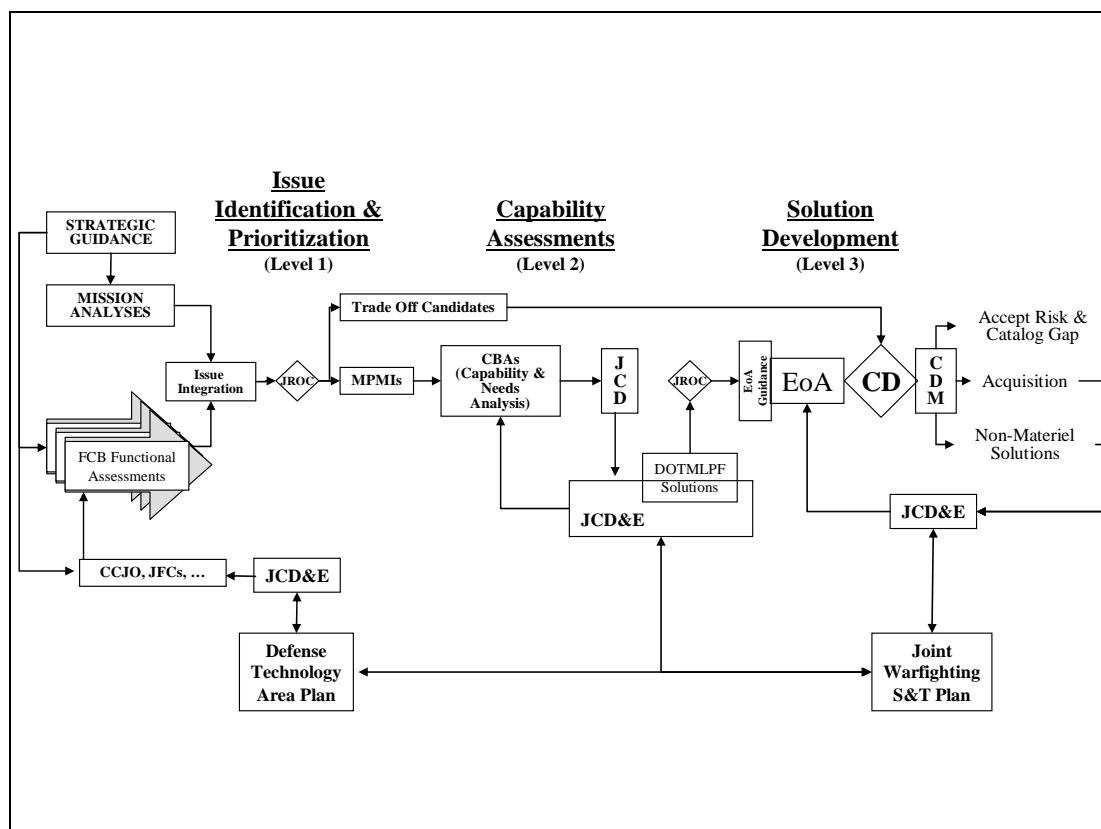 Issue
Identification &
Prioritization
(Level 1)
Capability
Assessments
(Level 2)
Solution
Development
(Level 3)
STRATEGIC
GUIDANCE
MISSION
ANALYSES
Issue
Integration
FCB Functional
Assessments
CCJO, JFCs, …
JCD&E
Defense
Technology
Area Plan
JROC
Trade Off Candidates
MPMIs
CBAs
(Capability &
Needs
Analysis)
J
C
D
DOTMLPF
Solutions
JCD&E
JROC
EoA
Guidance
EoA
CD
C
D
M
Accept Risk &
Catalog Gap
Acquisition
Non-Materiel
Solutions
JCD&E
Joint
Warfighting
S&T Plan